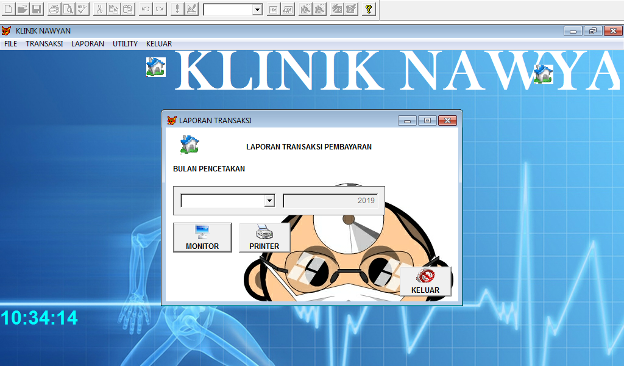 KLINIK NAWYAN
FILE TRANSAKSI LAPORAN UTILITY KELUAR
KLINIK NAWYA
LAPORAN TRANSAKSI
LAPORAN TRANSAKSI PEMBAYARAN
BULAN PENCETAKAN
2019
MONITOR PRINTER
KELUAR
10:34:14